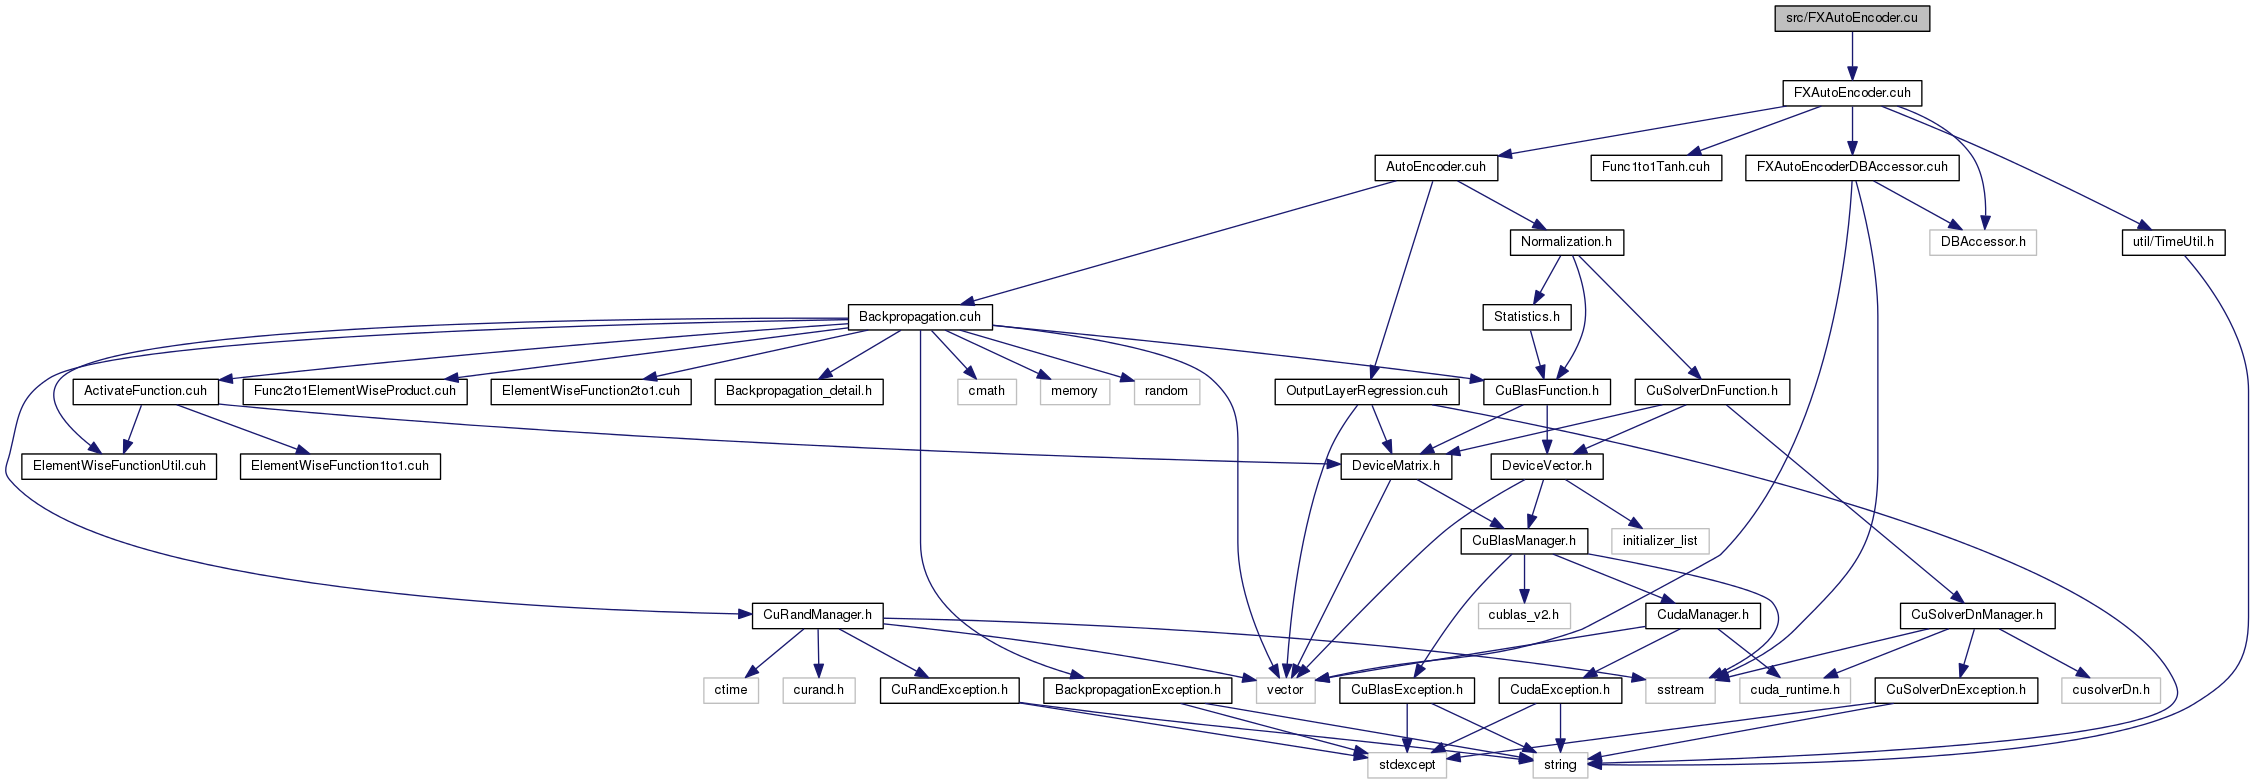 src/FXAutoEncoder.cu
FXAutoEncoder.cuh
AutoEncoder.cuh
Func1to1Tanh.cuh
FXAutoEncoderDBAccessor.cuh
Normalization.h
DBAccessor.h
util/TimeUtil.h
Backpropagation.cuh
Statistics.h
ActivateFunction.cuh
Func2to1ElementWiseProduct.cuh
ElementWiseFunction2to1.cuh
Backpropagation_detail.h
cmath
memory
random
OutputLayerRegression.cuh
CuBlasFunction.h
CuSolverDnFunction.h
ElementWiseFunctionUtil.cuh
ElementWiseFunction1to1.cuh
DeviceMatrix.h
DeviceVector.h
CuBlasManager.h
initializer_list
CuRandManager.h
cublas_v2.h
CudaManager.h
CuSolverDnManager.h
ctime
curand.h
CuRandException.h
BackpropagationException.h
vector
CuBlasException.h
CudaException.h
sstream
cuda_runtime.h
CuSolverDnException.h
cusolverDn.h
stdexcept
string